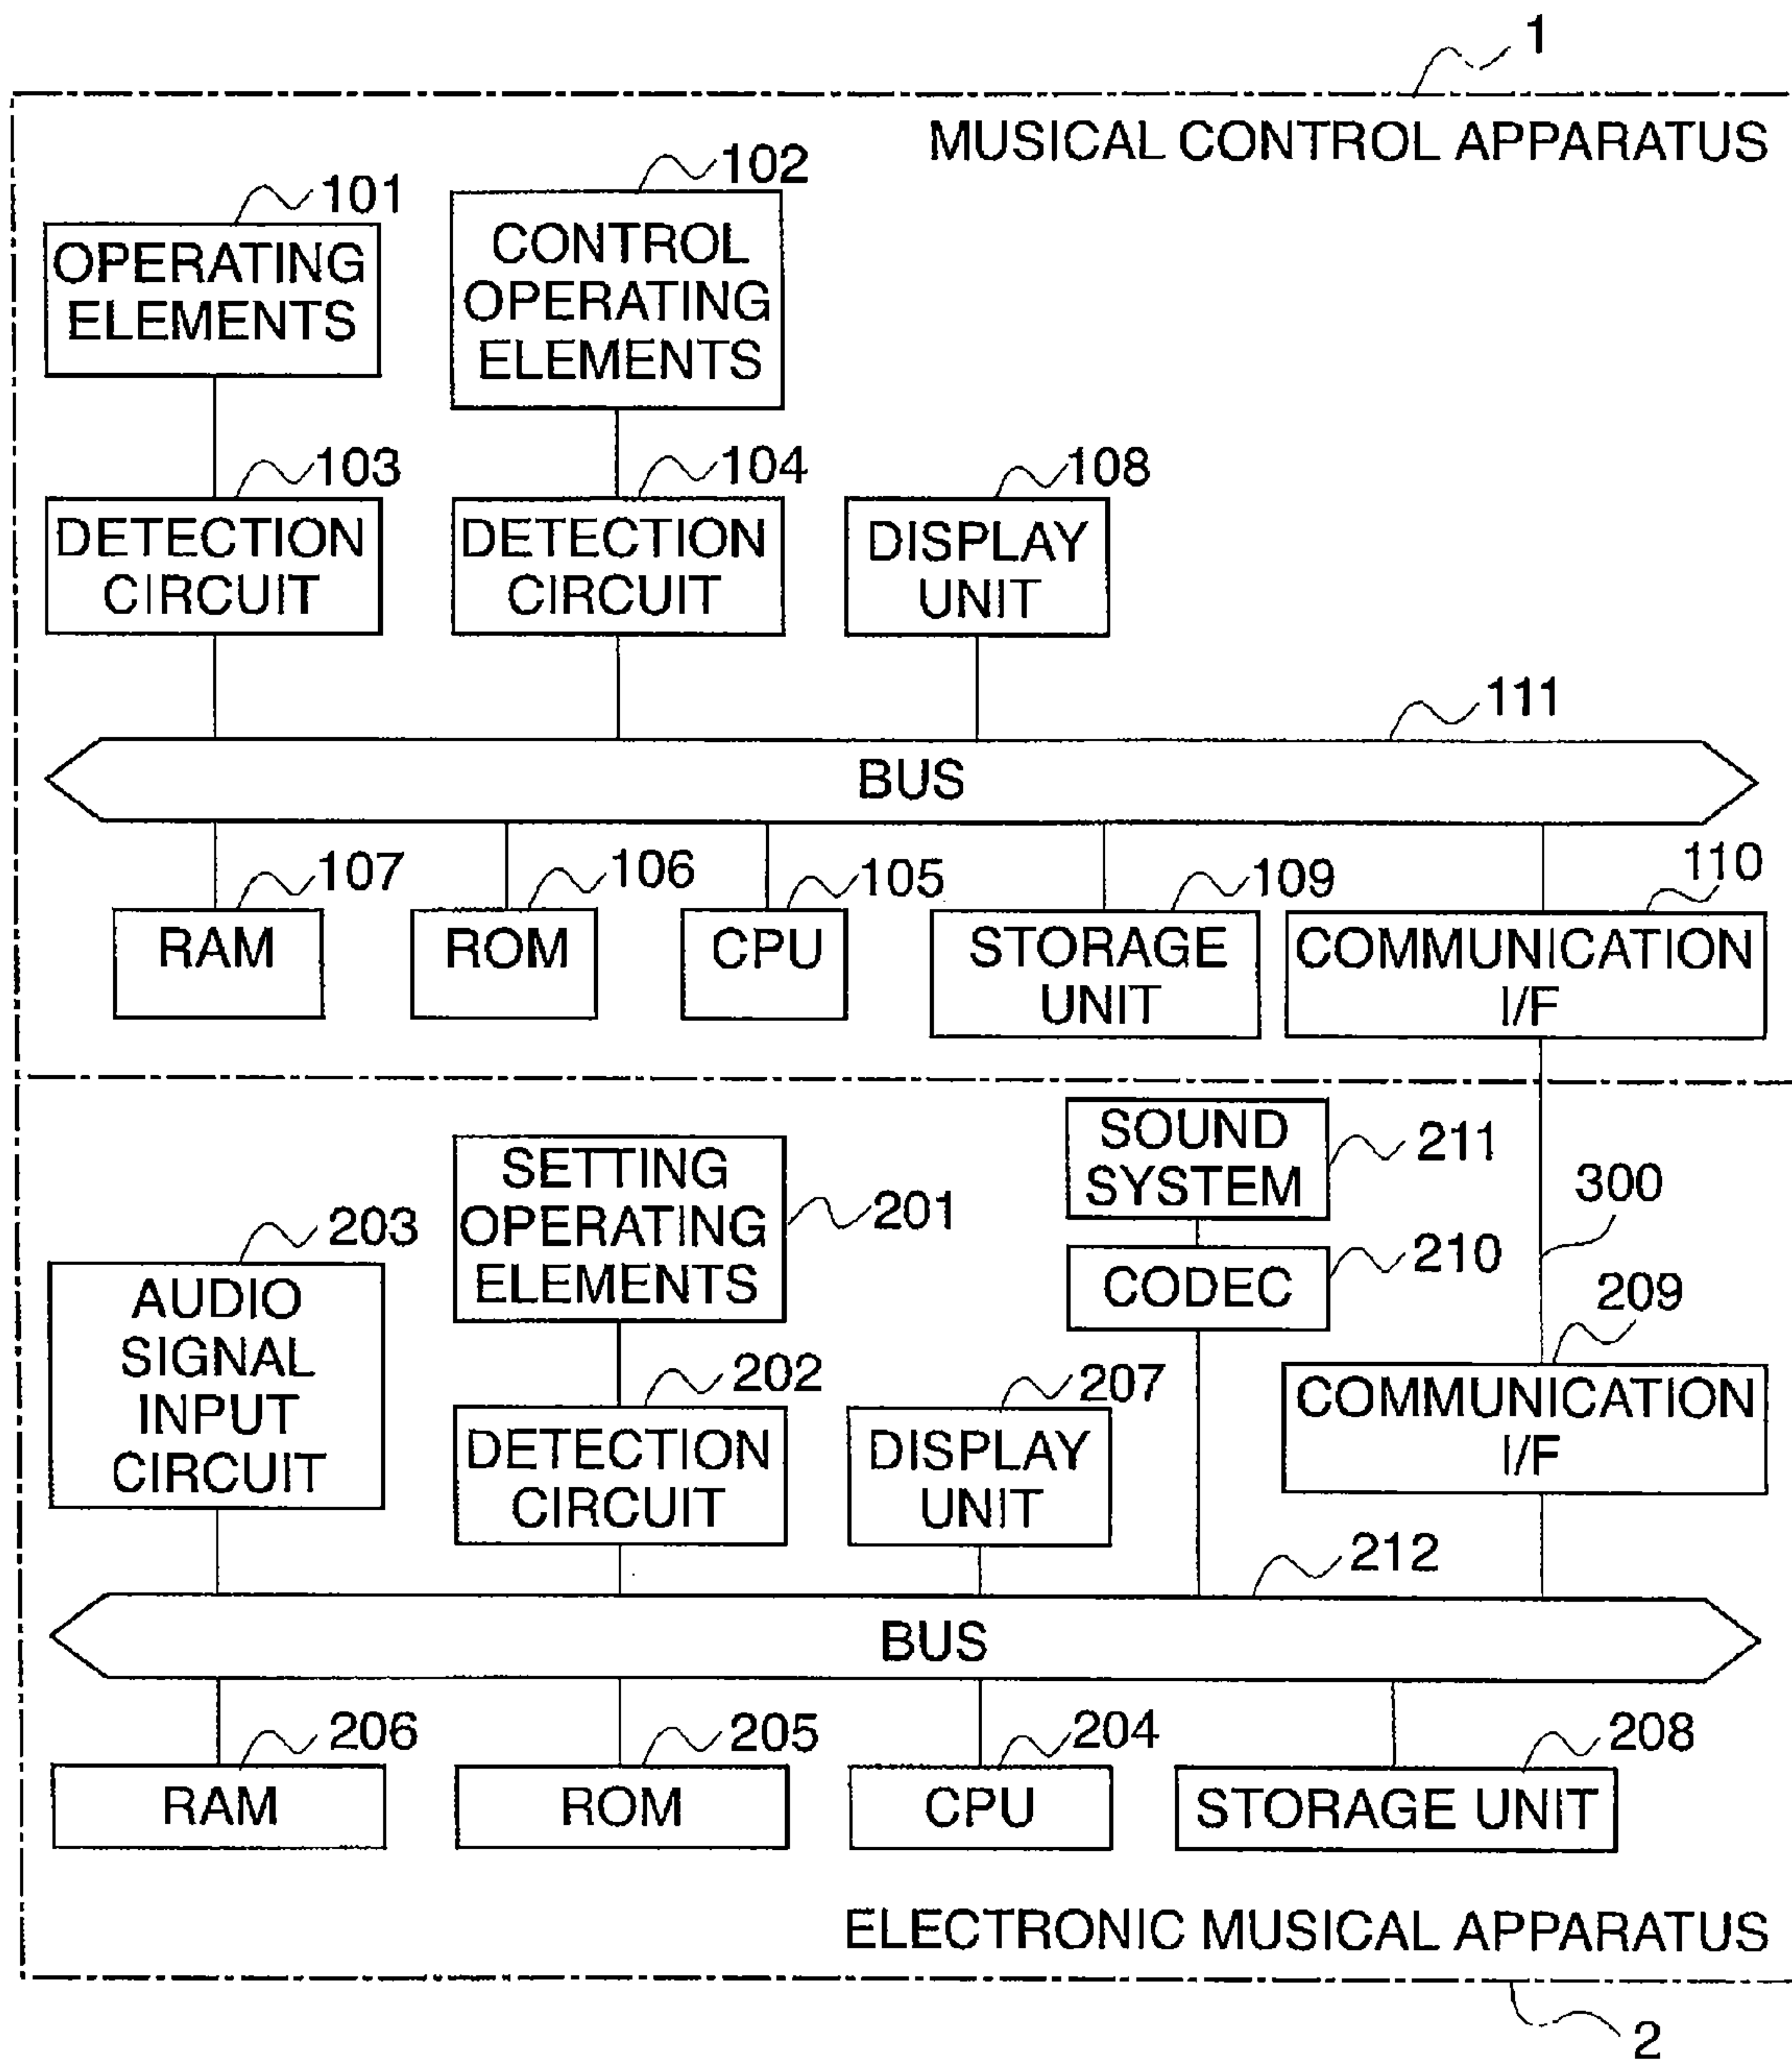 1
MUSICAL CONTROL APPARATUS
101
OPERATING
ELEMENTS
102
CONTROL
OPERATING
ELEMENTS
103
DETECTION
CIRCUIT
104
DETECTION
CIRCUIT
108
DISPLAY
UNIT
111
BUS
107
RAM
106
ROM
105
CPU
109
STORAGE
UNIT
110
COMMUNICATION
I/F
300
203
AUDIO
SIGNAL
INPUT
CIRCUIT
SETTING
OPERATING
ELEMENTS
201
202
DETECTION
CIRCUIT
207
DISPLAY
UNIT
SOUND
SYSTEM
211
CODEC
210
209
COMMUNICATION
I/F
212
BUS
206
RAM
205
ROM
204
CPU
208
STORAGE UNIT
ELECTRONIC MUSICAL APPARATUS
2